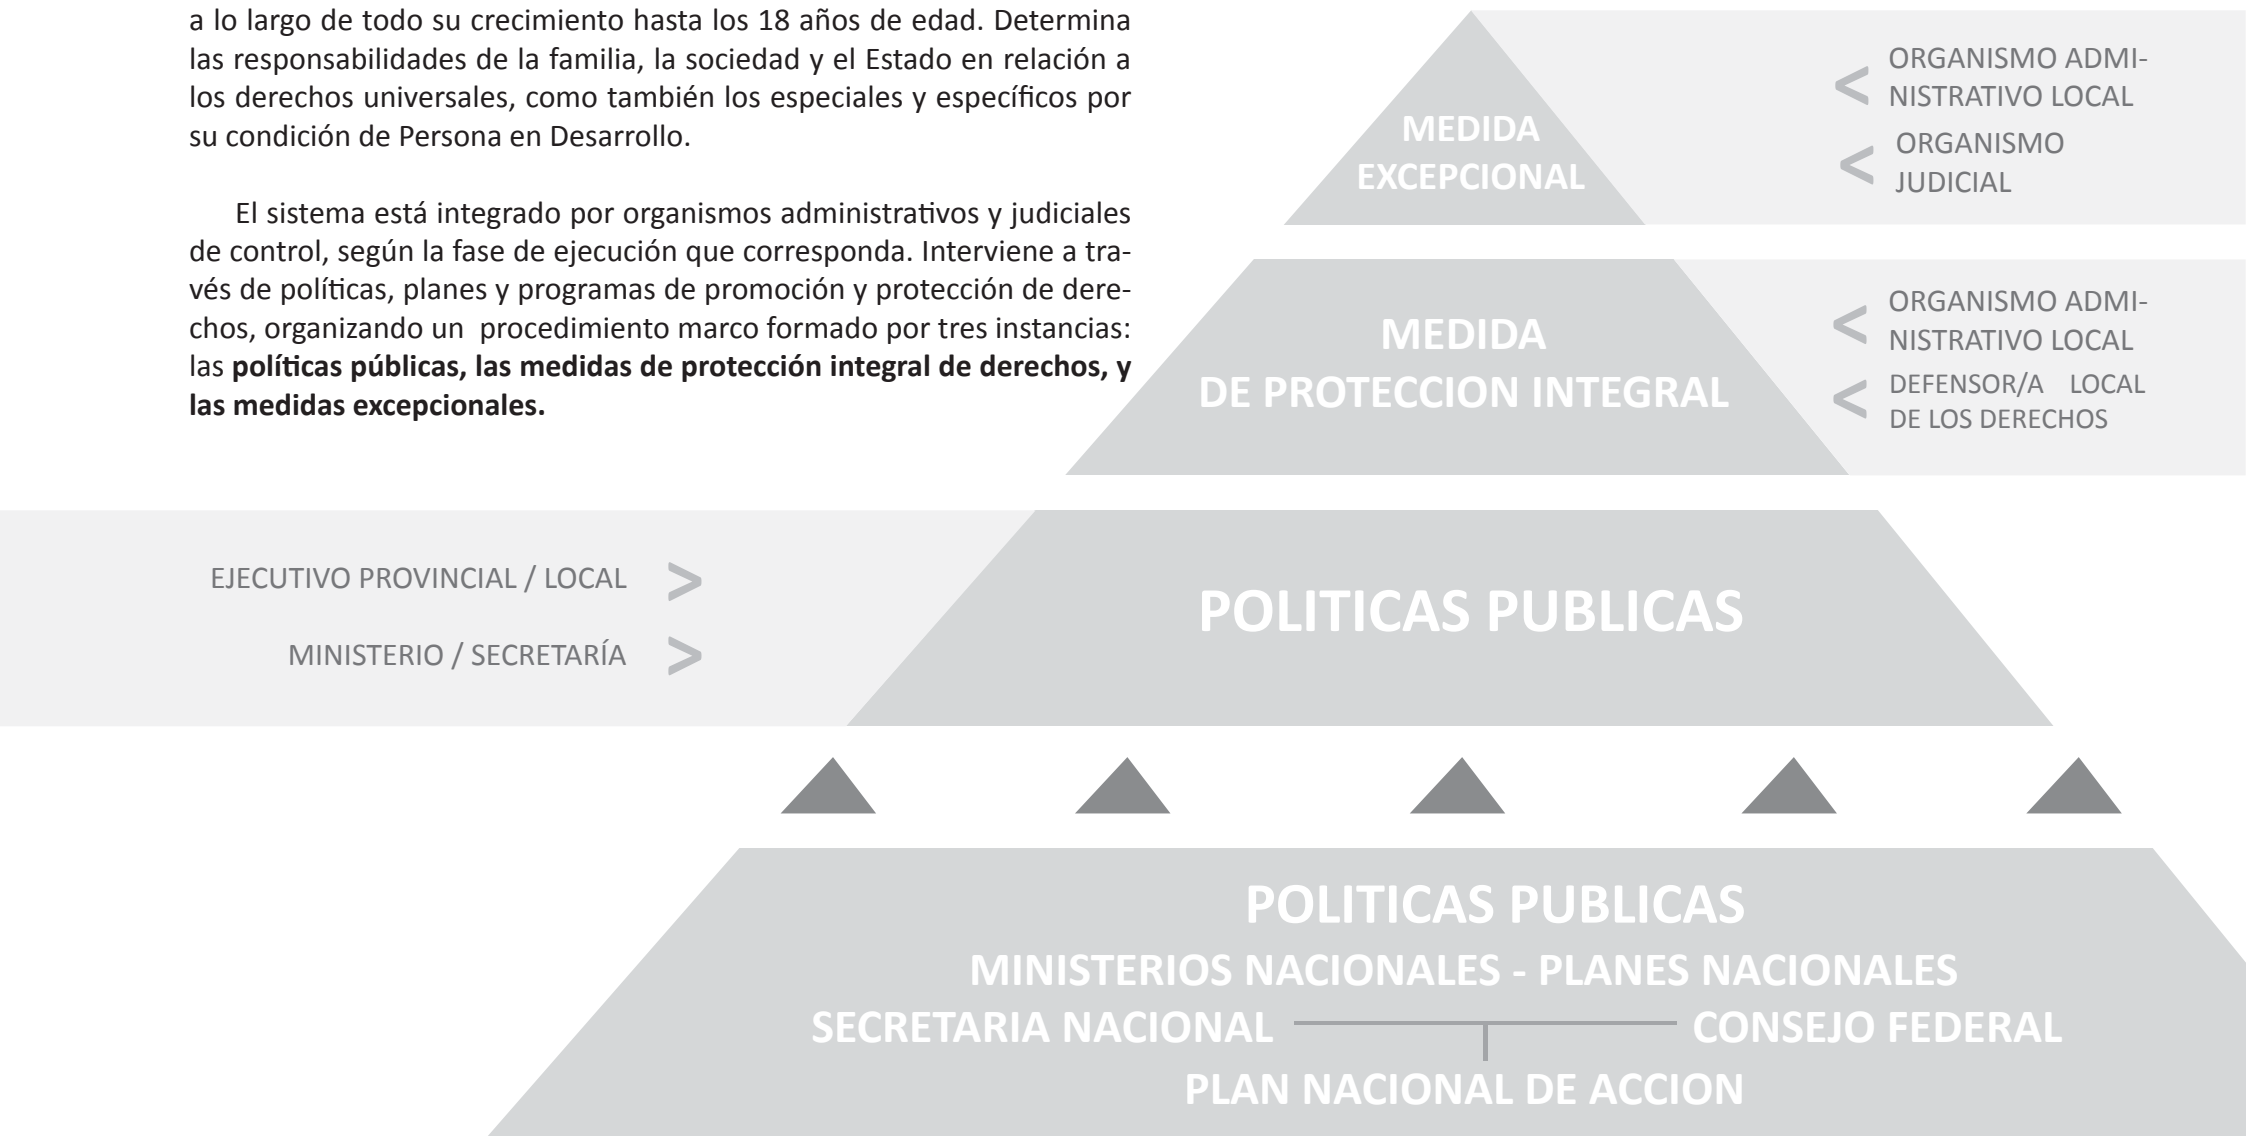 a lo largo de todo su crecimiento hasta los 18 años de edad. Determina
las responsabilidades de la familia, la sociedad y el Estado en relación a
los derechos universales, como también los especiales y específicos por
su condición de Persona en Desarrollo.
El sistema está integrado por organismos administrativos y judiciales
de control, según la fase de ejecución que corresponda. Interviene a tra-
vés de políticas, planes y programas de promoción y protección de dere-
chos, organizando un procedimiento marco formado por tres instancias:
las políticas públicas, las medidas de protección integral de derechos, y
las medidas excepcionales.
MEDIDA
EXCEPCIONAL
< ORGANISMO ADMI-
NISTRATIVO LOCAL
< ORGANISMO
JUDICIAL
MEDIDA
DE PROTECCION INTEGRAL
< ORGANISMO ADMI-
NISTRATIVO LOCAL
< DEFENSOR/A LOCAL
DE LOS DERECHOS
EJECUTIVO PROVINCIAL / LOCAL >
MINISTERIO / SECRETARÍA >
POLITICAS PUBLICAS
POLITICAS PUBLICAS
MINISTERIOS NACIONALES - PLANES NACIONALES
SECRETARIA NACIONAL CONSEJO FEDERAL
PLAN NACIONAL DE ACCION